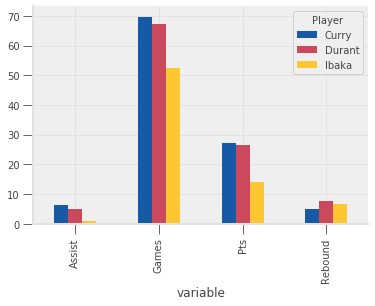 70
60
50
40
30
20
10
0
Player
Curry
Durant
Ibaka
Assist
Games
Pts
Rebound
variable